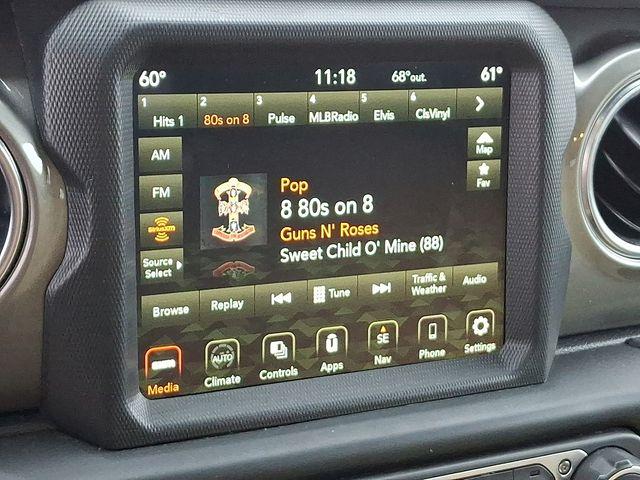 60° 11:18 68°out. 61°
1 2 3 4 5 6
Hits 1 80s on 8 Pulse MLBRadio Elvis ClsVinyl
AM
Map
FM
Fav
SiriusXM
Source
Select
Pop
8 80s on 8
Guns N' Roses
Sweet Child O' Mine (88)
Browse Replay Tune Traffic &
Weather Audio
AUTO SE
Media Climate Controls Apps Nav Phone Settings